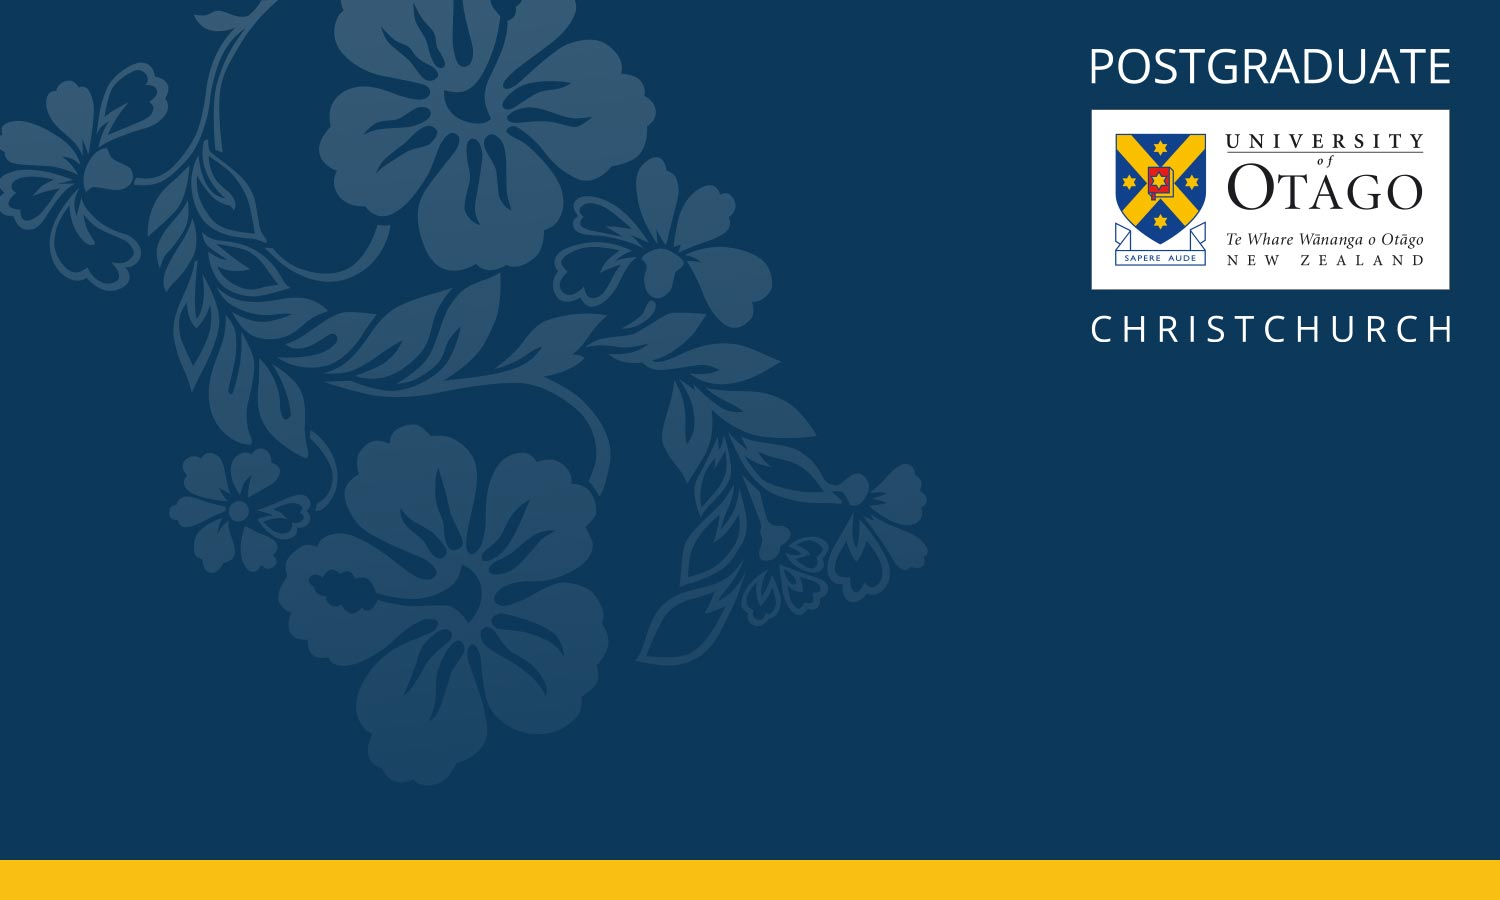 POSTGRADUATE
UNIVERSITY
of
OTAGO
Te Whare Wānanga o Otāgo
NEW ZEALAND
SAPERE AUDE
CHRISTCHURCH